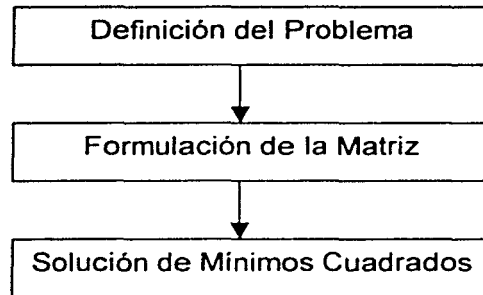 Definición del Problema
Formulación de la Matriz
Solución de Mínimos Cuadrados